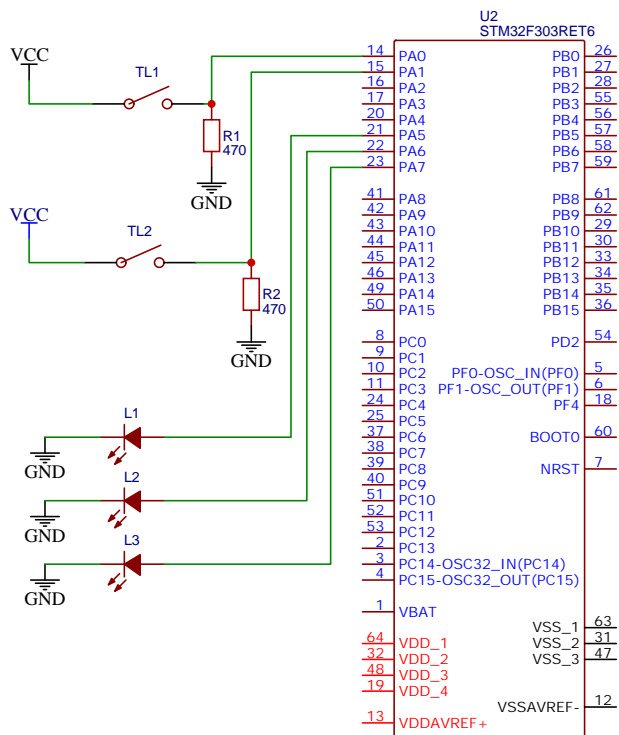 U2
STM32F303RET6
VCC
TL1
R1
470
GND
VCC
TL2
R2
470
GND
L1
GND
L2
GND
L3
GND
14 PA0 PB0 26
15 PA1 PB1 27
16 PA2 PB2 28
17 PA3 PB3 55
20 PA4 PB4 56
21 PA5 PB5 57
22 PA6 PB6 58
23 PA7 PB7 59
41 PA8 PB8 61
42 PA9 PB9 62
43 PA10 PB10 29
44 PA11 PB11 30
45 PA12 PB12 33
46 PA13 PB13 34
49 PA14 PB14 35
50 PA15 PB15 36
8 PC0 PD2 54
9 PC1
10 PC2 PF0-OSC_IN(PF0) 5
11 PC3 PF1-OSC_OUT(PF1) 6
24 PC4 PF4 18
25 PC5
37 PC6 BOOT0 60
38 PC7
39 PC8 NRST 7
40 PC9
51 PC10
52 PC11
53 PC12
2 PC13
3 PC14-OSC32_IN(PC14)
4 PC15-OSC32_OUT(PC15)
1 VBAT
VSS_1 63
64 VDD_1 VSS_2 31
32 VDD_2 VSS_3 47
48 VDD_3
19 VDD_4
VSSAVREF- 12
13 VDDAVREF+